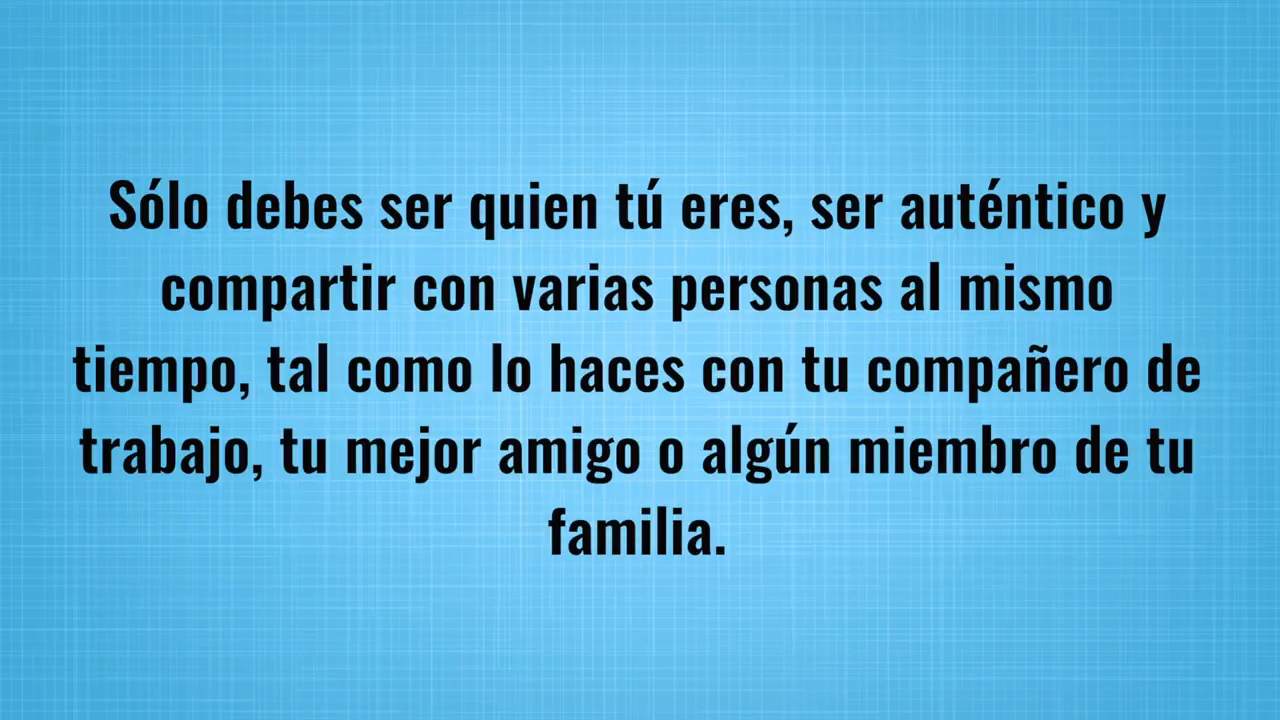 Sólo debes ser quien tú eres, ser auténtico y
compartir con varias personas al mismo
tiempo, tal como lo haces con tu compañero de
trabajo, tu mejor amigo o algún miembro de tu
familia.